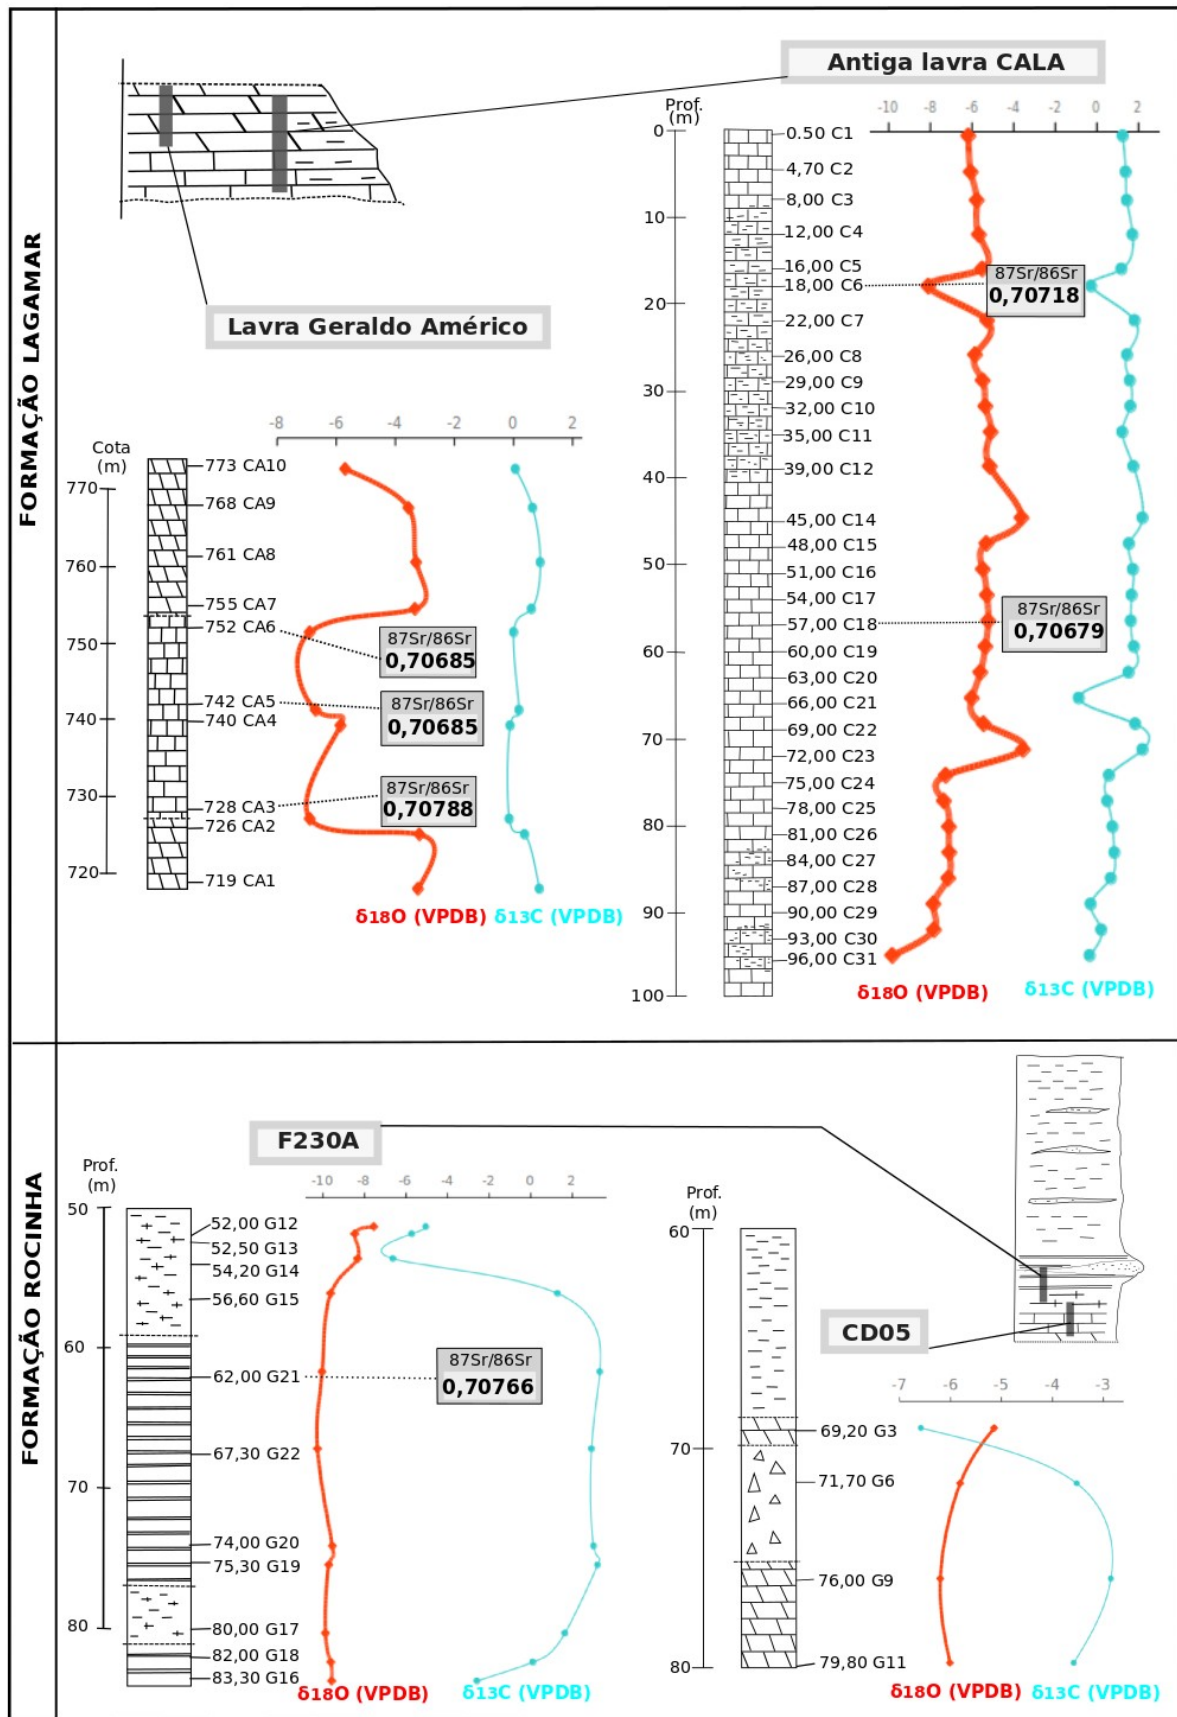 FORMAÇÃO LAGAMAR
Antiga lavra CALA
Prof.
(m)
-10 -8 -6 -4 -2 0 2
0
10
20
30
40
50
60
70
80
90
100
0.50 C1
4,70 C2
8,00 C3
12,00 C4
16,00 C5
18,00 C6
22,00 C7
26,00 C8
29,00 C9
32,00 C10
35,00 C11
39,00 C12
45,00 C14
48,00 C15
51,00 C16
54,00 C17
57,00 C18
60,00 C19
63,00 C20
66,00 C21
69,00 C22
72,00 C23
75,00 C24
78,00 C25
81,00 C26
84,00 C27
87,00 C28
90,00 C29
93,00 C30
96,00 C31
87Sr/86Sr
0,70718
87Sr/86Sr
0,70679
δ18O (VPDB) δ13C (VPDB)
Lavra Geraldo Américo
-8 -6 -4 -2 0 2
Cota
(m)
770
760
750
740
730
720
773 CA10
768 CA9
761 CA8
755 CA7
752 CA6
742 CA5
740 CA4
728 CA3
726 CA2
719 CA1
87Sr/86Sr
0,70685
87Sr/86Sr
0,70685
87Sr/86Sr
0,70788
δ18O (VPDB) δ13C (VPDB)
FORMAÇÃO ROCINHA
F230A
Prof.
(m)
-10 -8 -6 -4 -2 0 2
50
60
70
80
52,00 G12
52,50 G13
54,20 G14
56,60 G15
62,00 G21
67,30 G22
74,00 G20
75,30 G19
80,00 G17
82,00 G18
83,30 G16
87Sr/86Sr
0,70766
δ18O (VPDB) δ13C (VPDB)
CD05
Prof.
(m)
-7 -6 -5 -4 -3
60
70
80
69,20 G3
71,70 G6
76,00 G9
79,80 G11
δ18O (VPDB) δ13C (VPDB)